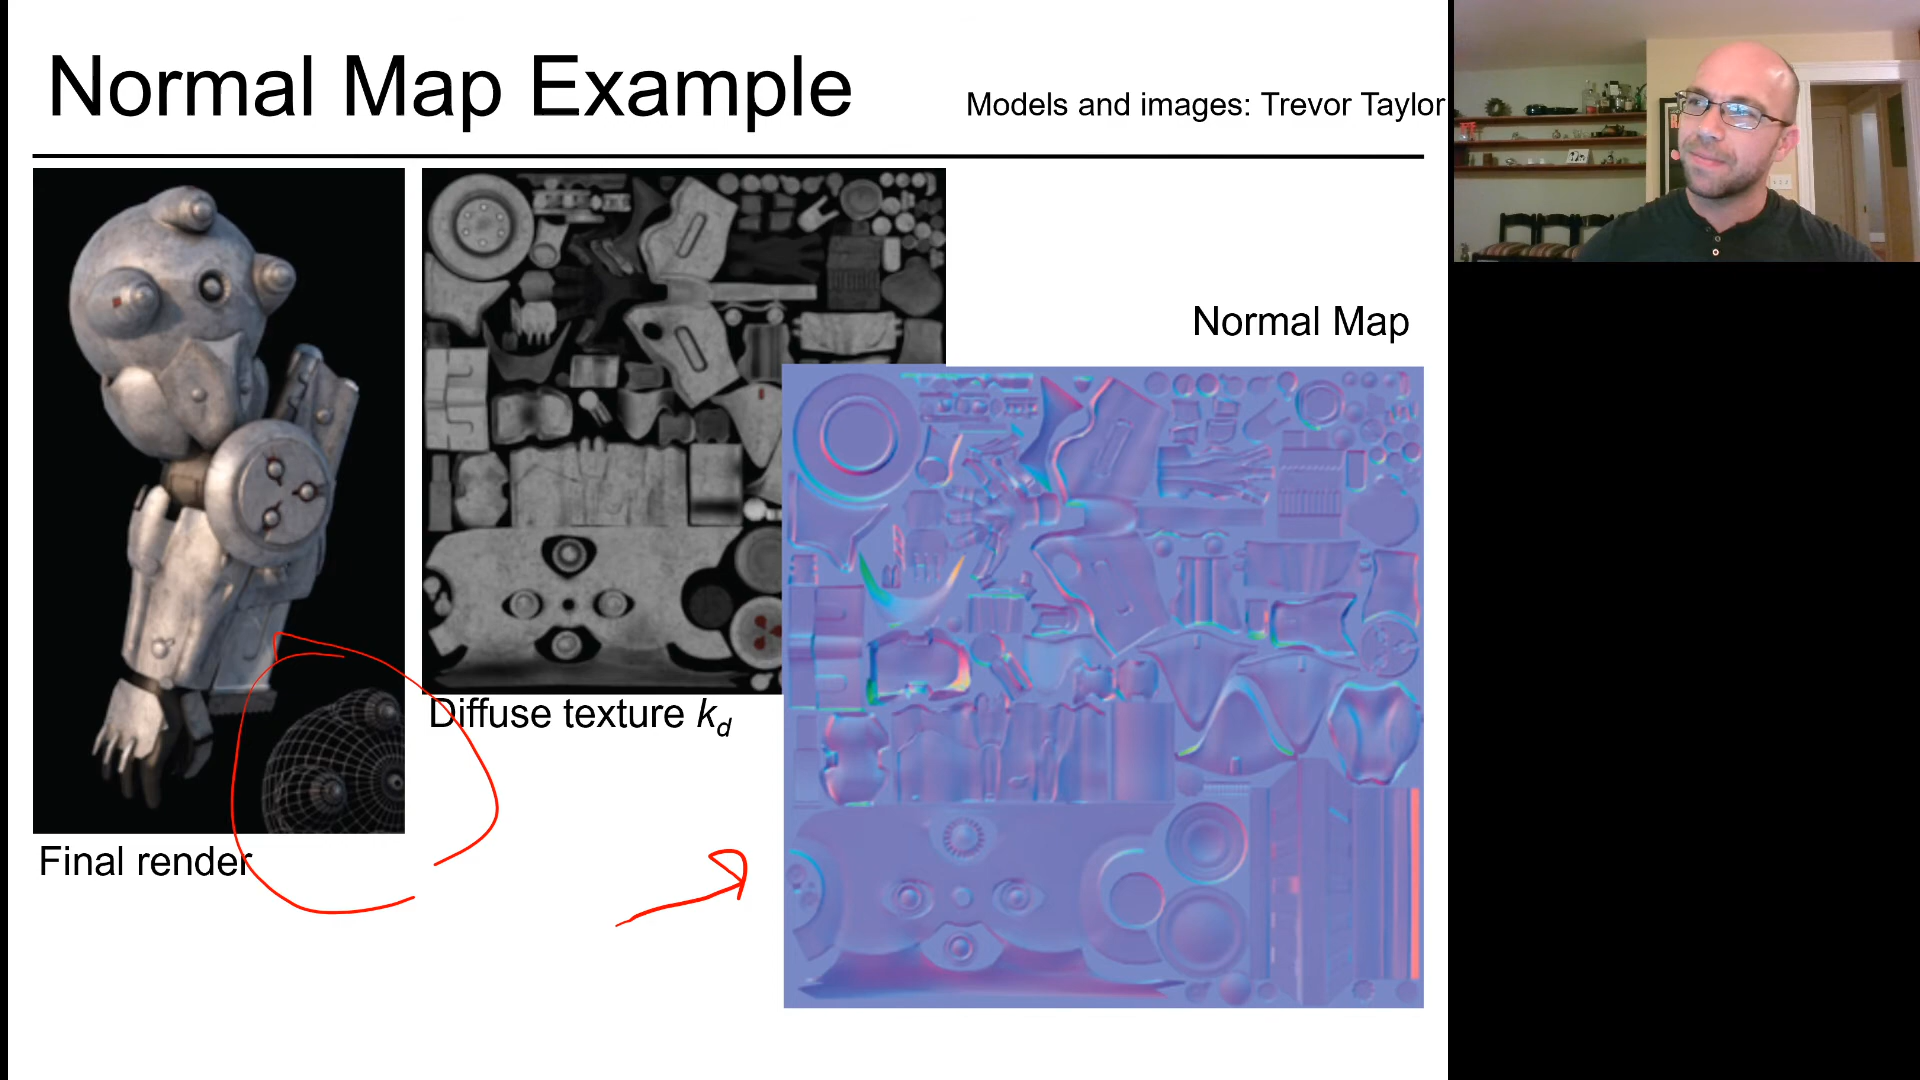 Normal Map Example
Models and images: Trevor Taylor
Normal Map
Diffuse texture k_d
Final render